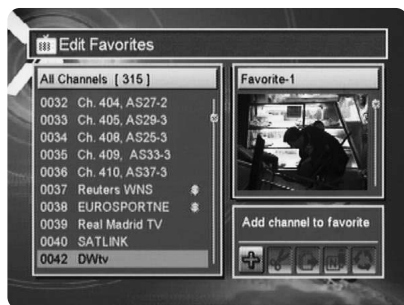 Edit Favorites
All Channels [ 315 ]
0032 Ch. 404, AS27-2
0033 Ch. 405, AS29-3
0034 Ch. 408, AS25-3
0035 Ch. 409, AS33-3
0036 Ch. 410, AS37-3
0037 Reuters WNS $
0038 EUROSPORTNE $
0039 Real Madrid TV
0040 SATLINK
0042 DWtv
Favorite-1
Add channel to favorite
N